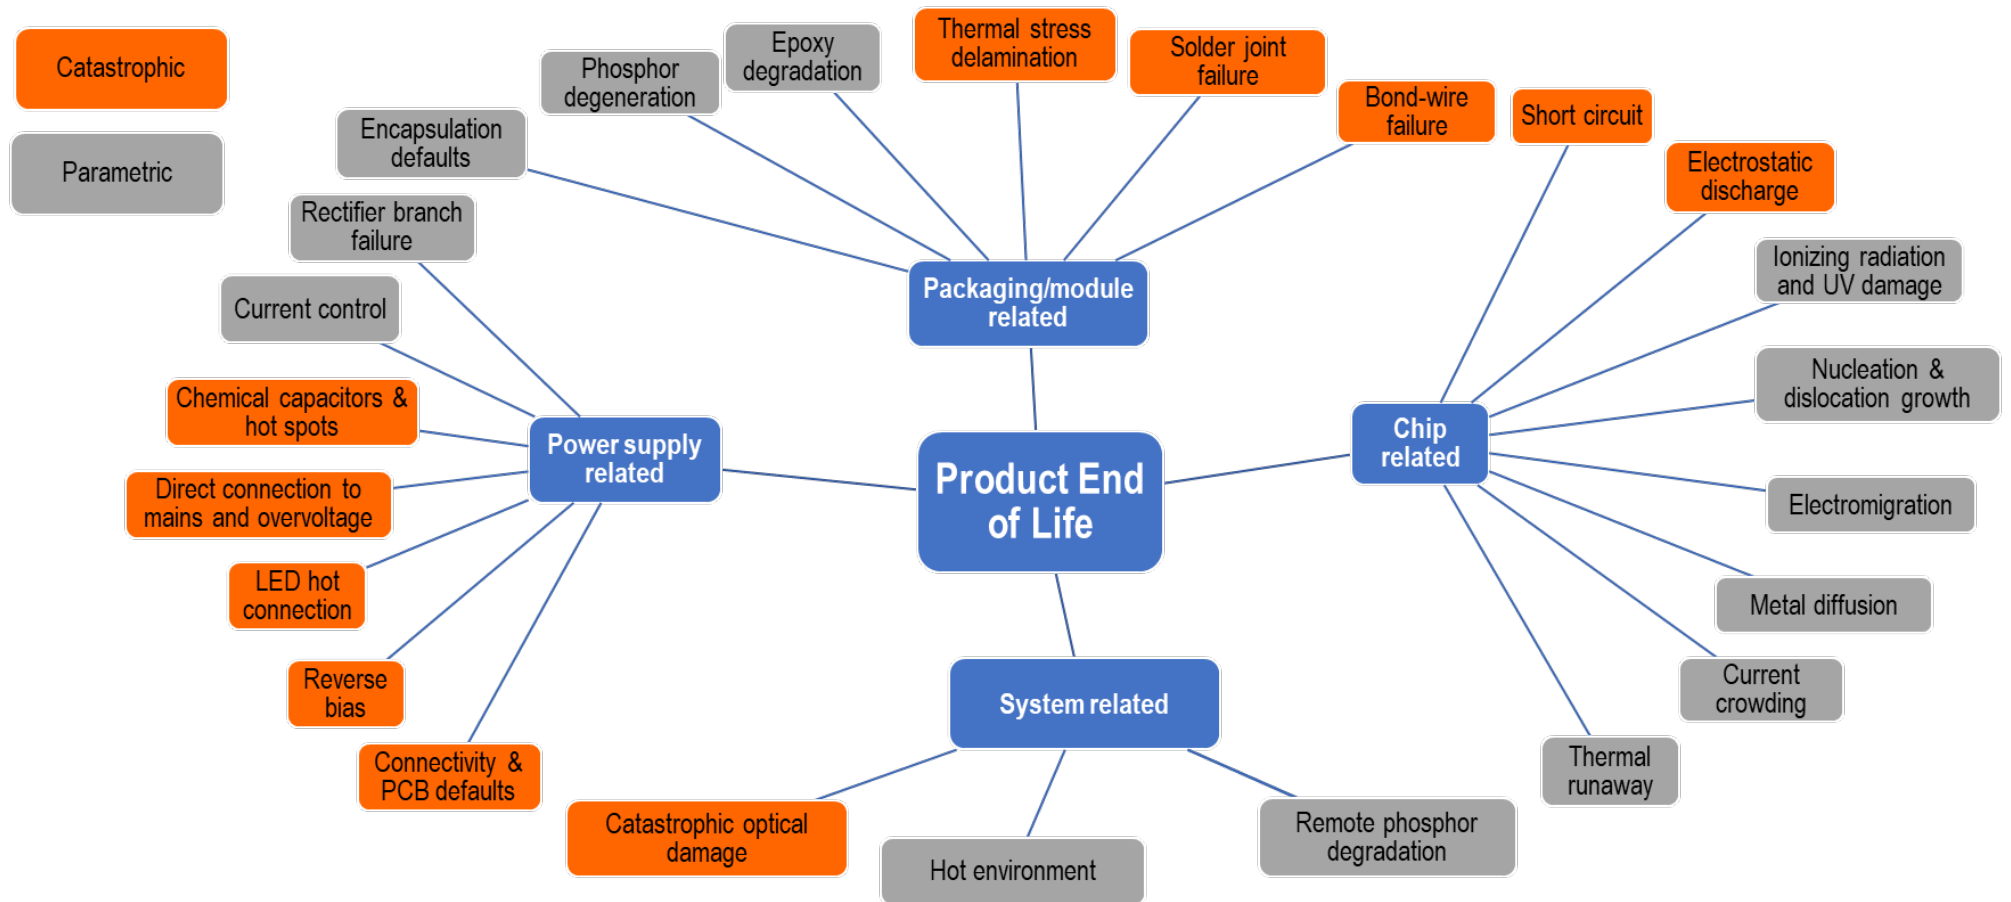 Catastrophic
Parametric
Thermal stress
delamination
Epoxy
degradation
Phosphor
degeneration
Encapsulation
defaults
Solder joint
failure
Bond-wire
failure
Packaging/module
related
Short circuit
Electrostatic
discharge
Ionizing radiation
and UV damage
Nucleation &
dislocation growth
Electromigration
Metal diffusion
Current
crowding
Thermal
runaway
Chip
related
Rectifier branch
failure
Current control
Chemical capacitors &
hot spots
Direct connection to
mains and overvoltage
LED hot
connection
Reverse
bias
Connectivity &
PCB defaults
Power supply
related
Product End
of Life
System related
Catastrophic optical
damage
Hot environment
Remote phosphor
degradation